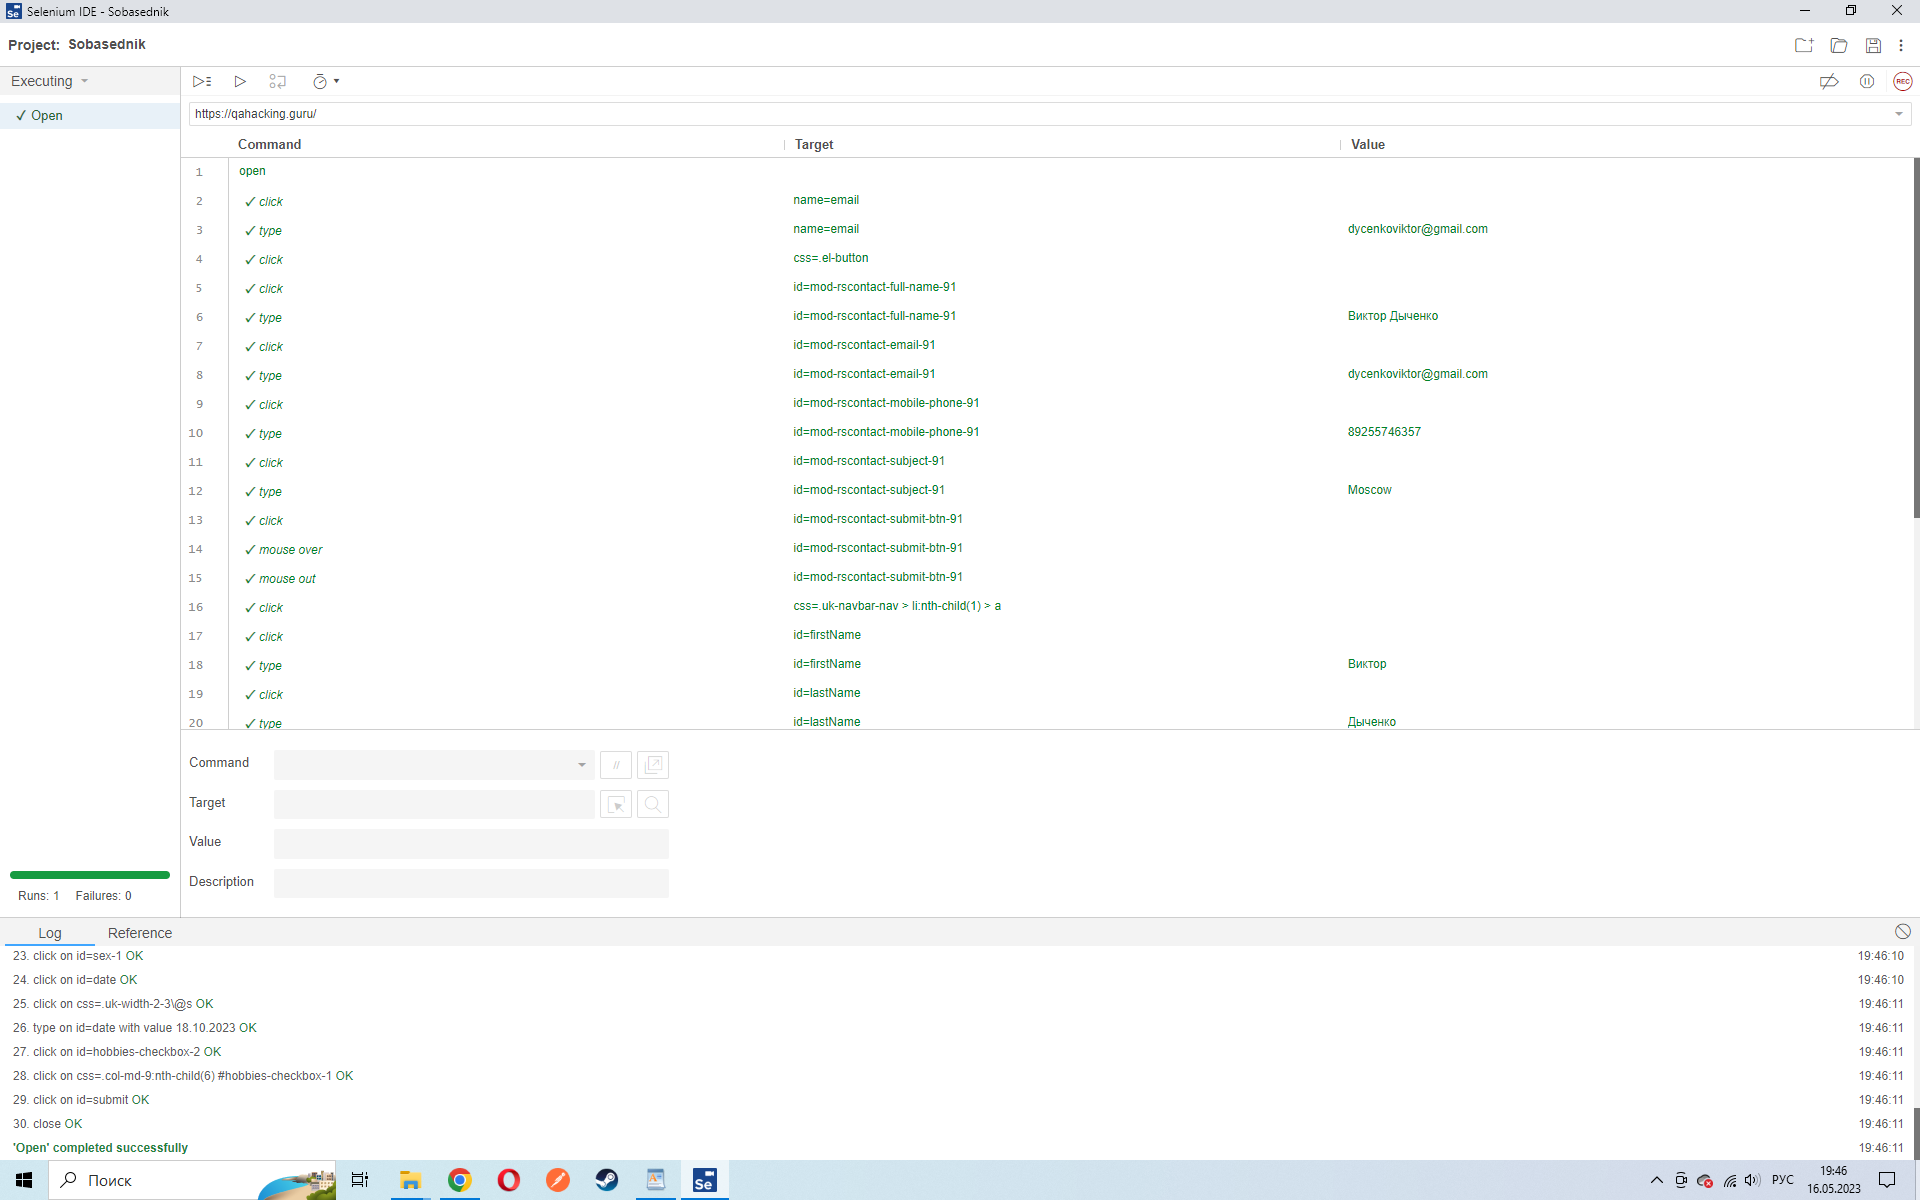 Selenium IDE - Sobasednik
Project: Sobasednik
Executing
REC
✓ Open
https://qahacking.guru/
Command Target Value
1 open
2 ✓ click name=email
3 ✓ type name=email dycenkoviktor@gmail.com
4 ✓ click css=.el-button
5 ✓ click id=mod-rscontact-full-name-91
6 ✓ type id=mod-rscontact-full-name-91 Виктор Дыченко
7 ✓ click id=mod-rscontact-email-91
8 ✓ type id=mod-rscontact-email-91 dycenkoviktor@gmail.com
9 ✓ click id=mod-rscontact-mobile-phone-91
10 ✓ type id=mod-rscontact-mobile-phone-91 89255746357
11 ✓ click id=mod-rscontact-subject-91
12 ✓ type id=mod-rscontact-subject-91 Moscow
13 ✓ click id=mod-rscontact-submit-btn-91
14 ✓ mouse over id=mod-rscontact-submit-btn-91
15 ✓ mouse out id=mod-rscontact-submit-btn-91
16 ✓ click css=.uk-navbar-nav > li:nth-child(1) > a
17 ✓ click id=firstName
18 ✓ type id=firstName Виктор
19 ✓ click id=lastName
20 ✓ type id=lastName Дыченко
Command //
Target
Value
Description
Runs: 1 Failures: 0
Log Reference
23. click on id=sex-1 OK 19:46:10
24. click on id=date OK 19:46:10
25. click on css=.uk-width-2-3\@s OK 19:46:11
26. type on id=date with value 18.10.2023 OK 19:46:11
27. click on id=hobbies-checkbox-2 OK 19:46:11
28. click on css=.col-md-9:nth-child(6) #hobbies-checkbox-1 OK 19:46:11
29. click on id=submit OK 19:46:11
30. close OK 19:46:11
'Open' completed successfully 19:46:11
Поиск
Se
РУС
19:46
16.05.2023